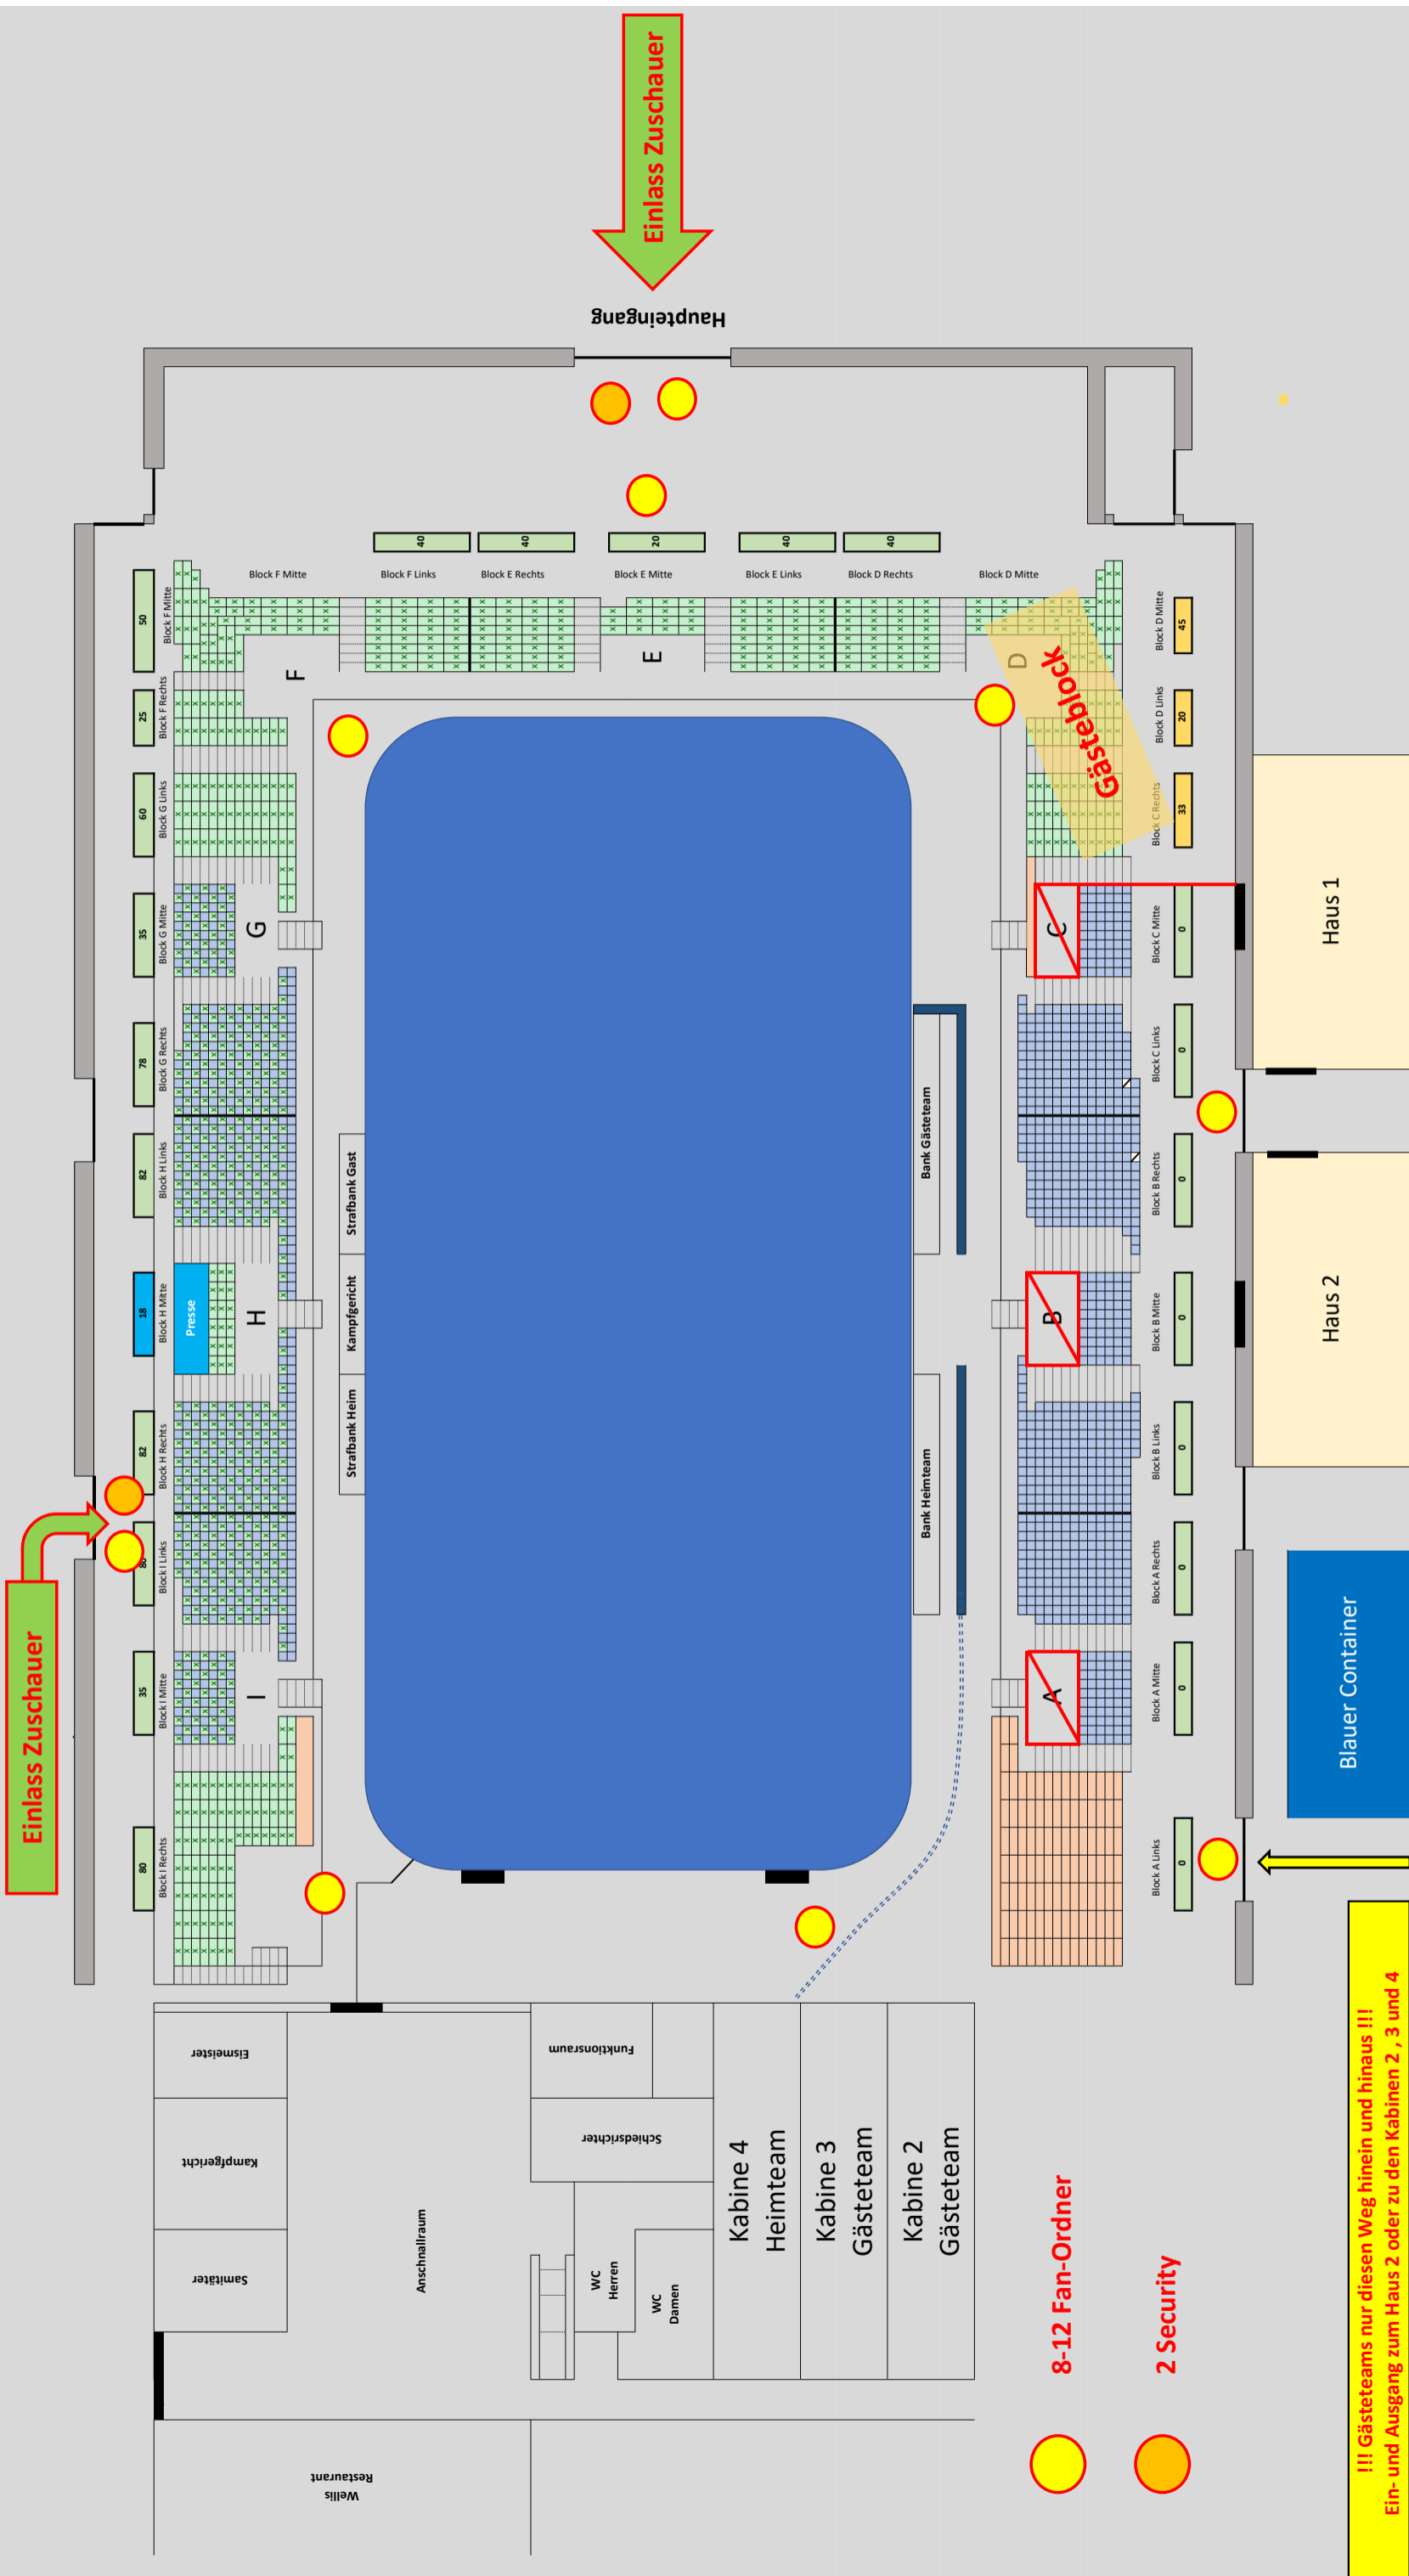 Einlass Zuschauer
Haupteingang
40
40
20
40
40
Block F Mitte
Block F Links
Block E Rechts
Block E Mitte
Block E Links
Block D Rechts
Block D Mitte
F
E
D
50
Block F Mitte
25
Block F Rechts
60
Block G Links
35
Block G Mitte
G
78
Block G Rechts
82
Block H Links
18
Block H Mitte
Presse
H
82
Block H Rechts
Block I Links
35
Block I Mitte
I
80
Block I Rechts
Einlass Zuschauer
Strafbank Gast
Kampfgericht
Strafbank Heim
Bank Gästeteam
Bank Heimteam
Gästeblock
Block D Mitte
45
Block D Links
20
Block C Rechts
33
C
Block C Mitte
0
Block C Links
0
Block B Rechts
0
B
Block B Mitte
0
Block B Links
0
Block A Rechts
0
A
Block A Mitte
0
Block A Links
0
Haus 1
Haus 2
Blauer Container
Eismeister
Kampfgericht
Samitäter
Anschnallraum
Funktionsraum
Schiedsrichter
WC
Herren
WC
Damen
Kabine 4
Heimteam
Kabine 3
Gästeteam
Kabine 2
Gästeteam
Wellis
Restaurant
8-12 Fan-Ordner
2 Security
!!! Gästeteams nur diesen Weg hinein und hinaus !!!
Ein- und Ausgang zum Haus 2 oder zu den Kabinen 2 , 3 und 4